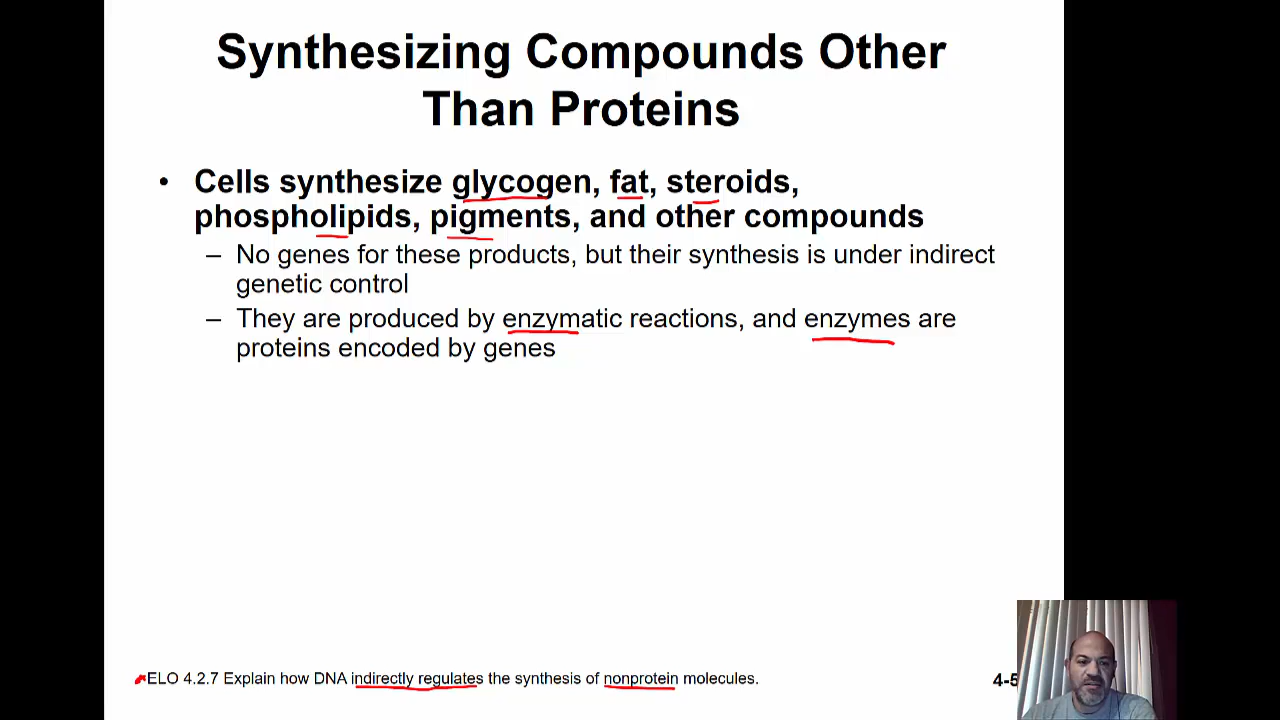 Synthesizing Compounds Other
Than Proteins
• Cells synthesize glycogen, fat, steroids,
phospholipids, pigments, and other compounds
– No genes for these products, but their synthesis is under indirect
genetic control
– They are produced by enzymatic reactions, and enzymes are
proteins encoded by genes
ELO 4.2.7 Explain how DNA indirectly regulates the synthesis of nonprotein molecules.
4-5